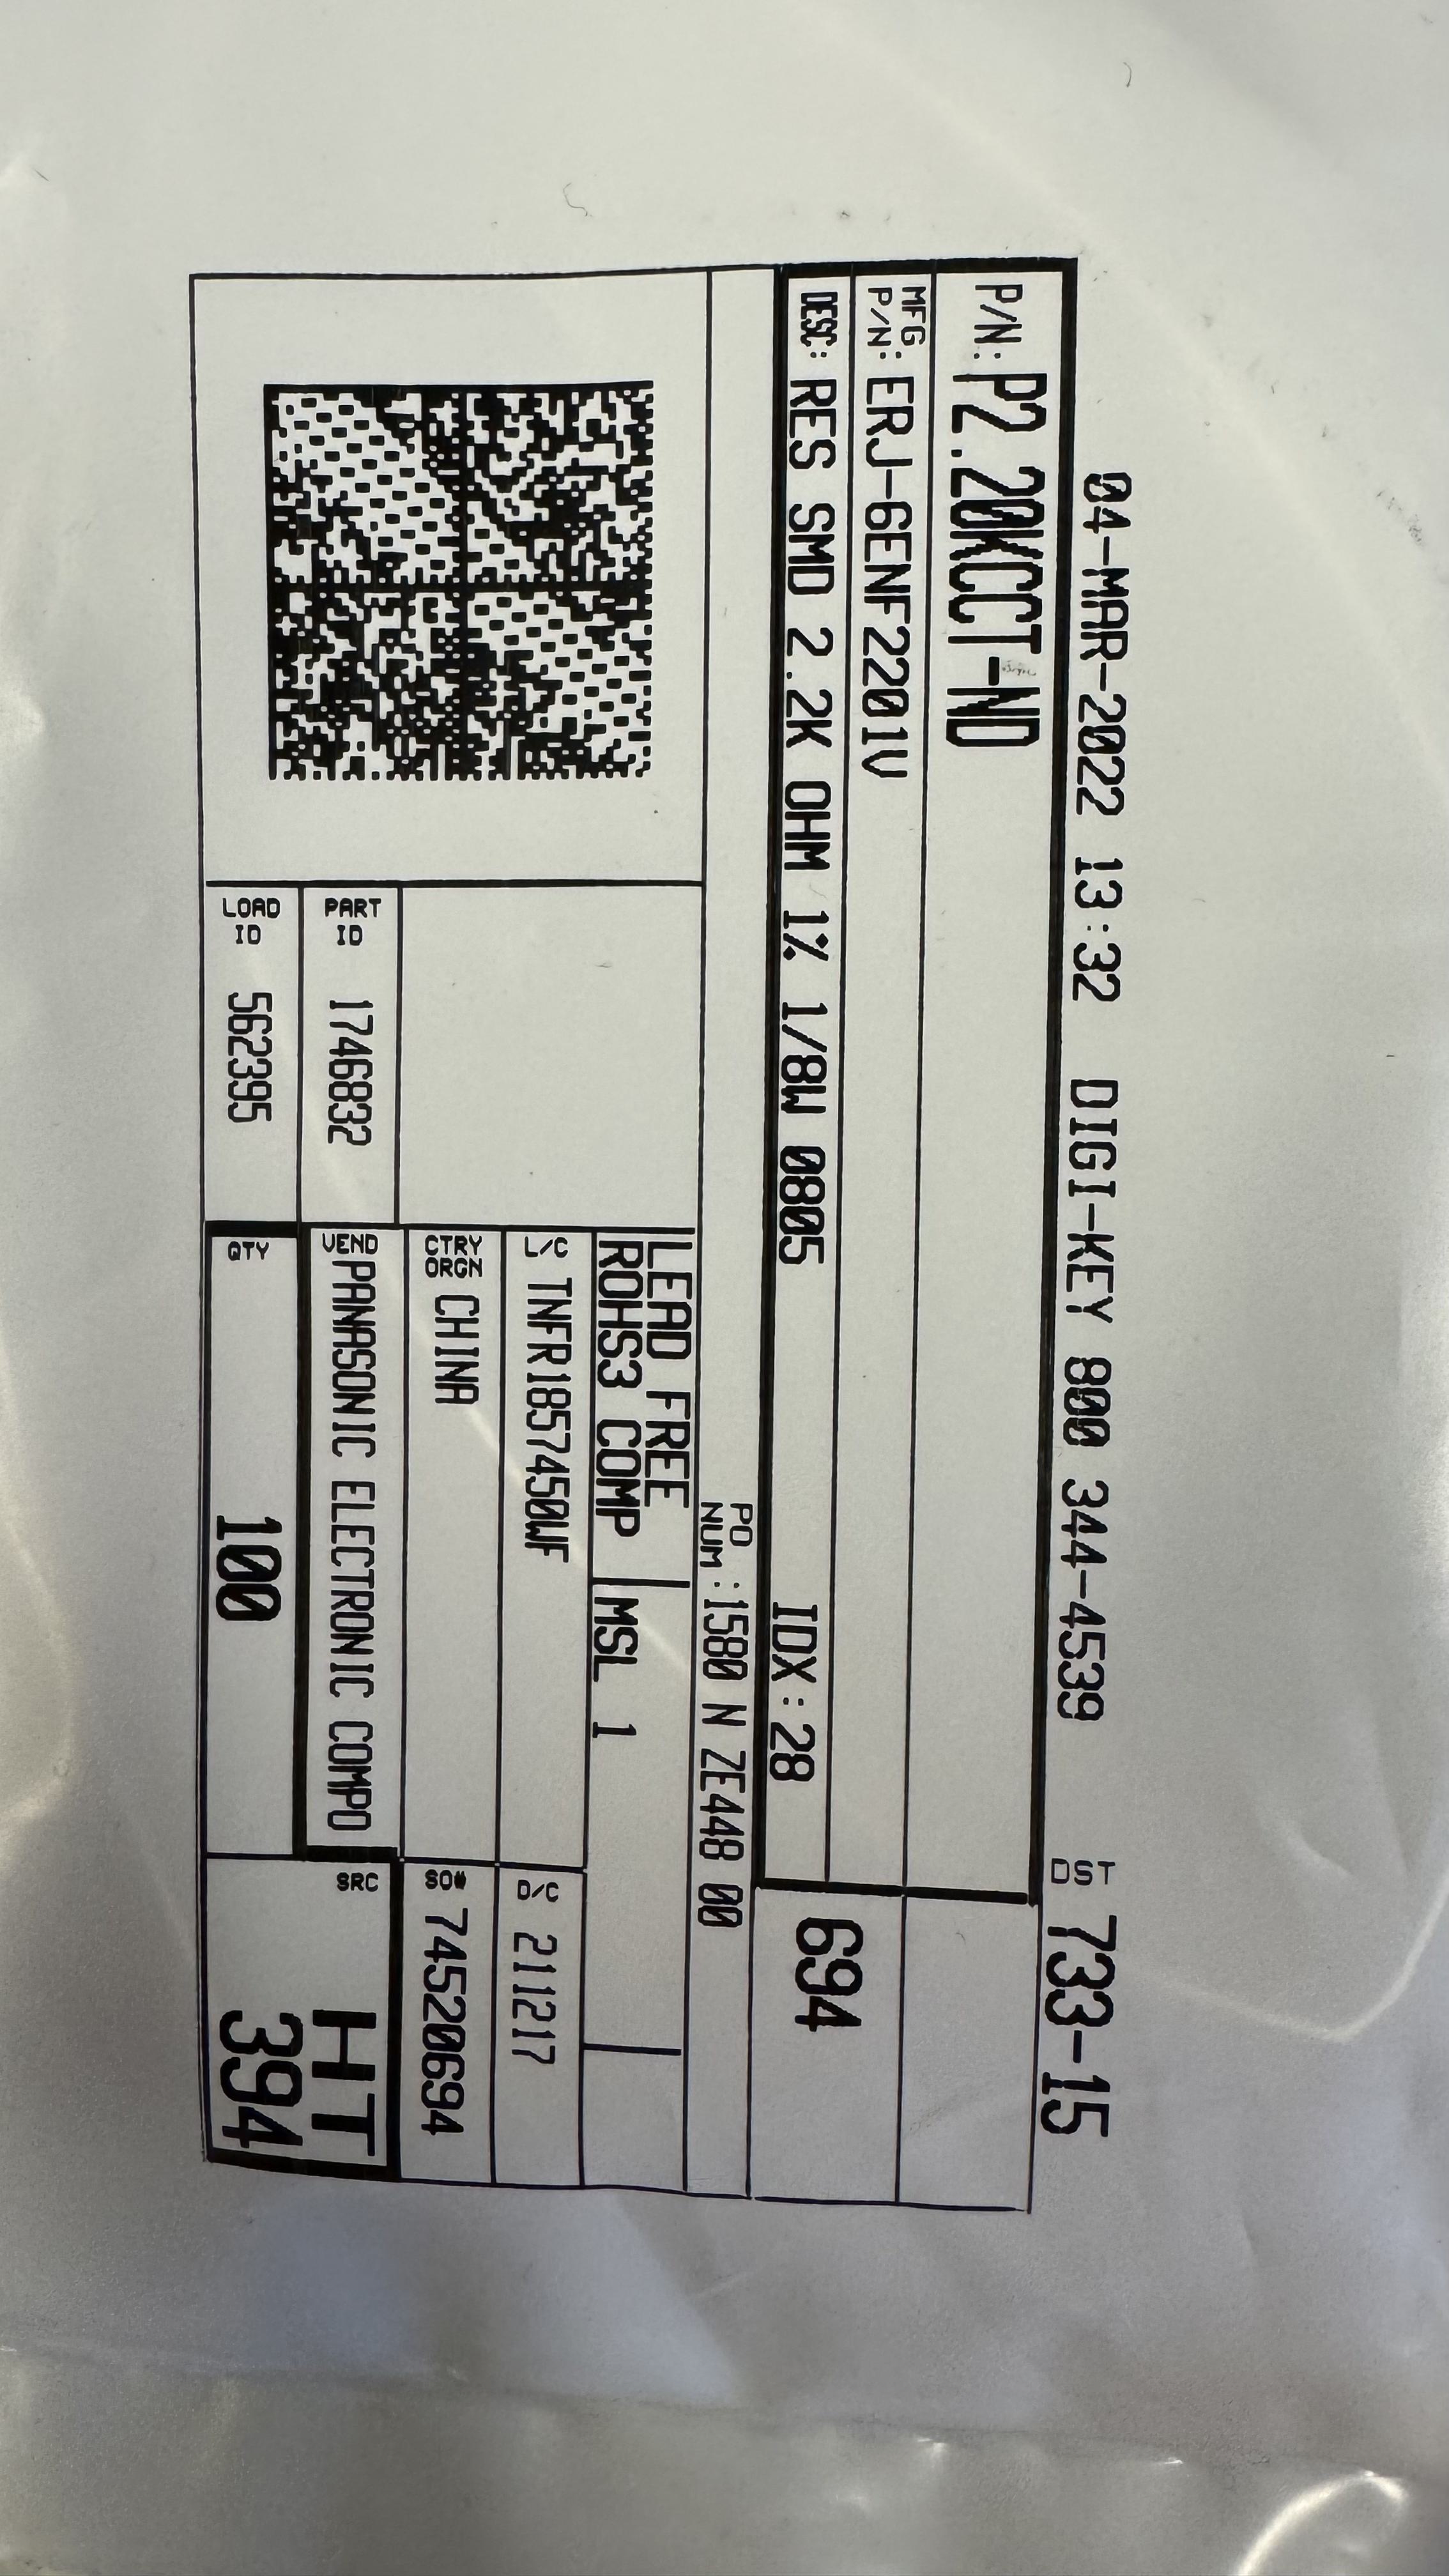 04-MAR-2022 13:32 DIGI-KEY 800 344-4539 DST 733-15
P/N: P2.20KCCT-ND
MFG P/N: ERJ-6ENF2201V
DESC: RES SMD 2.2K OHM 1% 1/8W 0805 IDX:28
694
PO NUM:1580 N ZE448 00
LEAD FREE
ROHS3 COMP
MSL 1
L/C TNFR1857450WF
D/C 211217
CTRY ORGN CHINA
SO# 74520694
PART ID 1746832
VEND PANASONIC ELECTRONIC COMPO
LOAD ID 562395
QTY 100
SRC HT
394